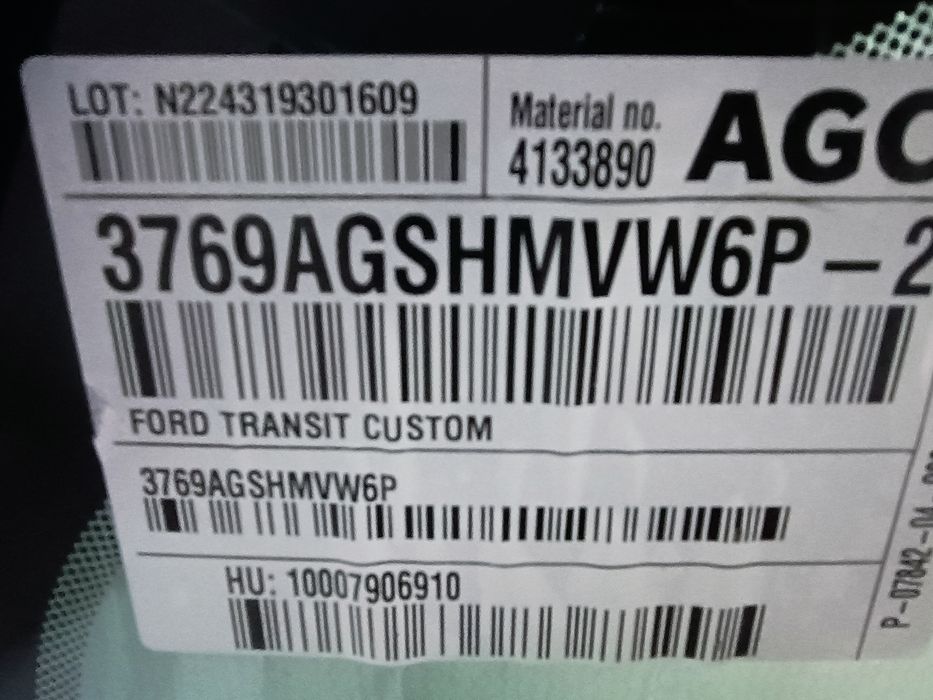 LOT: N224319301609
Material no.
4133890
AGC
3769AGSHMVW6P-2
FORD TRANSIT CUSTOM
3769AGSHMVW6P
HU: 10007906910